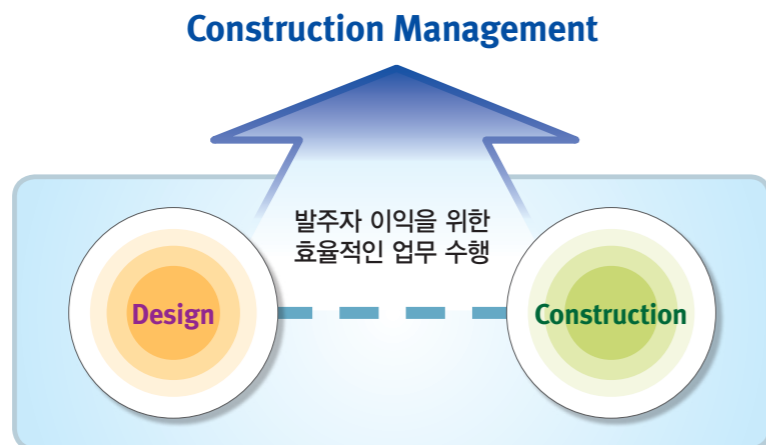 Construction Management
발주자 이익을 위한
효율적인 업무 수행
Design
Construction